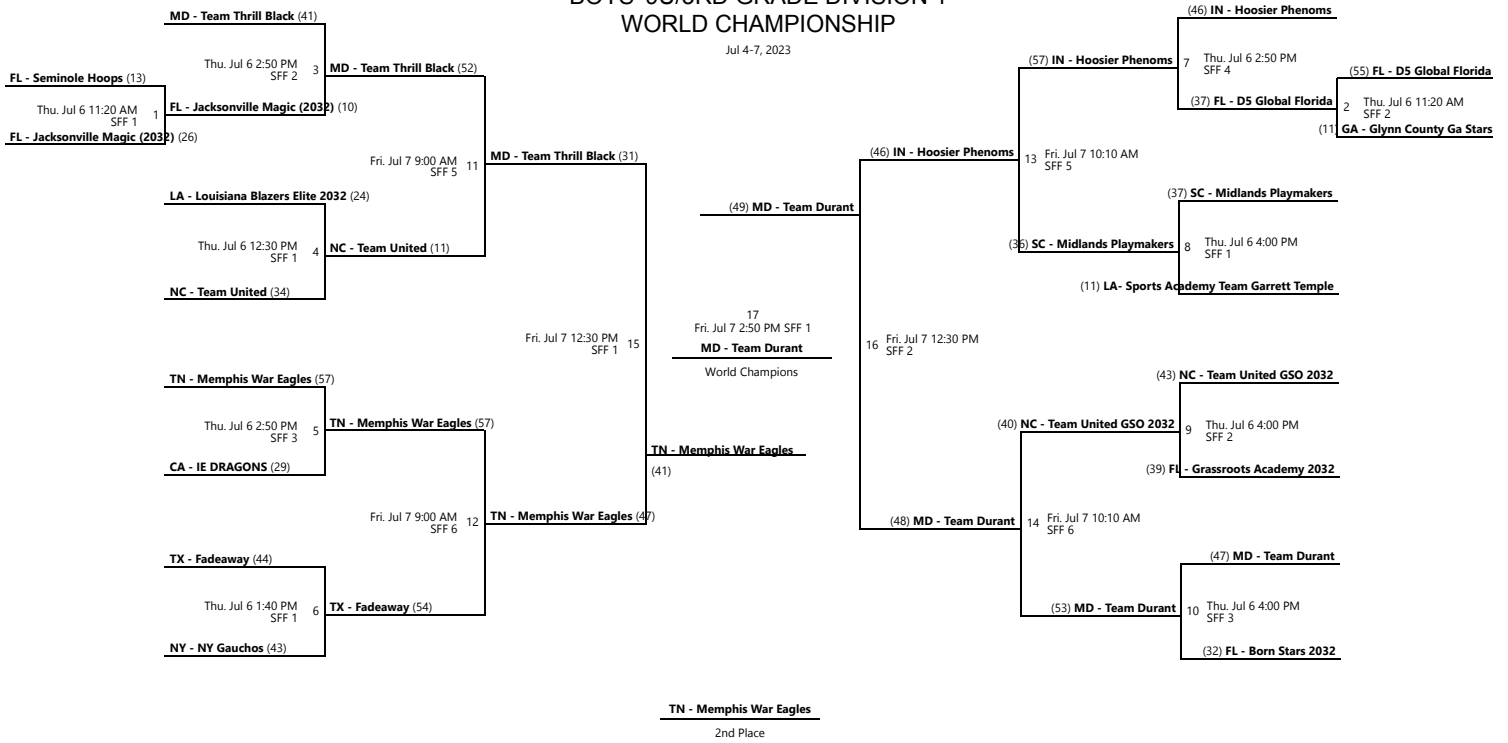 BOYS' 9U/3RD GRADE DIVISION 1
WORLD CHAMPIONSHIP
Jul 4-7, 2023
MD - Team Thrill Black (41)
Thu. Jul 6 2:50 PM
SFF 2
3
MD - Team Thrill Black (52)
FL - Seminole Hoops (13)
Thu. Jul 6 11:20 AM
SFF 1
1
FL - Jacksonville Magic (2032) (10)
FL - Jacksonville Magic (2032) (26)
Fri. Jul 7 9:00 AM
SFF 5
11
MD - Team Thrill Black (31)
LA - Louisiana Blazers Elite 2032 (24)
Thu. Jul 6 12:30 PM
SFF 1
4
NC - Team United (11)
NC - Team United (34)
Fri. Jul 7 12:30 PM
SFF 1
15
TN - Memphis War Eagles (57)
Thu. Jul 6 2:50 PM
SFF 3
5
TN - Memphis War Eagles (57)
CA - IE DRAGONS (29)
TN - Memphis War Eagles
(41)
Fri. Jul 7 9:00 AM
SFF 6
12
TN - Memphis War Eagles (47)
TX - Fadeaway (44)
Thu. Jul 6 1:40 PM
SFF 1
6
TX - Fadeaway (54)
NY - NY Gauchos (43)
(49) MD - Team Durant
17
Fri. Jul 7 2:50 PM SFF 1
MD - Team Durant
World Champions
(46) IN - Hoosier Phenoms
7
Thu. Jul 6 2:50 PM
SFF 4
(57) IN - Hoosier Phenoms
(55) FL - D5 Global Florida
(37) FL - D5 Global Florida
2
Thu. Jul 6 11:20 AM
SFF 2
(11) GA - Glynn County Ga Stars
(46) IN - Hoosier Phenoms
13
Fri. Jul 7 10:10 AM
SFF 5
(37) SC - Midlands Playmakers
(36) SC - Midlands Playmakers
8
Thu. Jul 6 4:00 PM
SFF 1
(11) LA- Sports Academy Team Garrett Temple
16
Fri. Jul 7 12:30 PM
SFF 2
(43) NC - Team United GSO 2032
(40) NC - Team United GSO 2032
9
Thu. Jul 6 4:00 PM
SFF 2
(39) FL - Grassroots Academy 2032
(48) MD - Team Durant
14
Fri. Jul 7 10:10 AM
SFF 6
(47) MD - Team Durant
(53) MD - Team Durant
10
Thu. Jul 6 4:00 PM
SFF 3
(32) FL - Born Stars 2032
TN - Memphis War Eagles
2nd Place